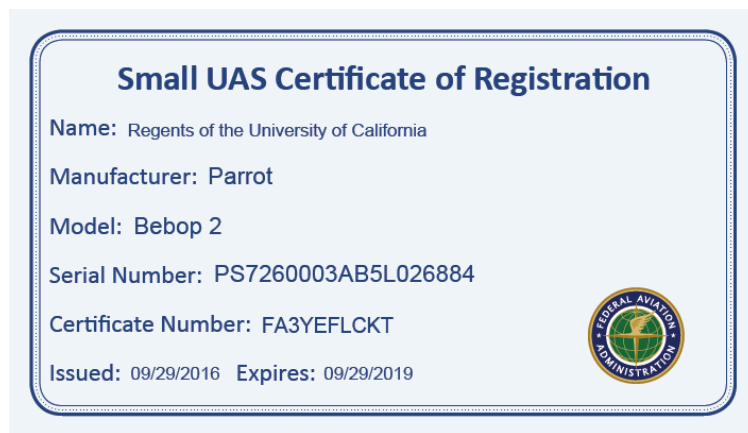 Small UAS Certificate of Registration
Name: Regents of the University of California
Manufacturer: Parrot
Model: Bebop 2
Serial Number: PS7260003AB5L026884
Certificate Number: FA3YEFLCKT
Issued: 09/29/2016 Expires: 09/29/2019
FEDERAL AVIATION
ADMINISTRATION